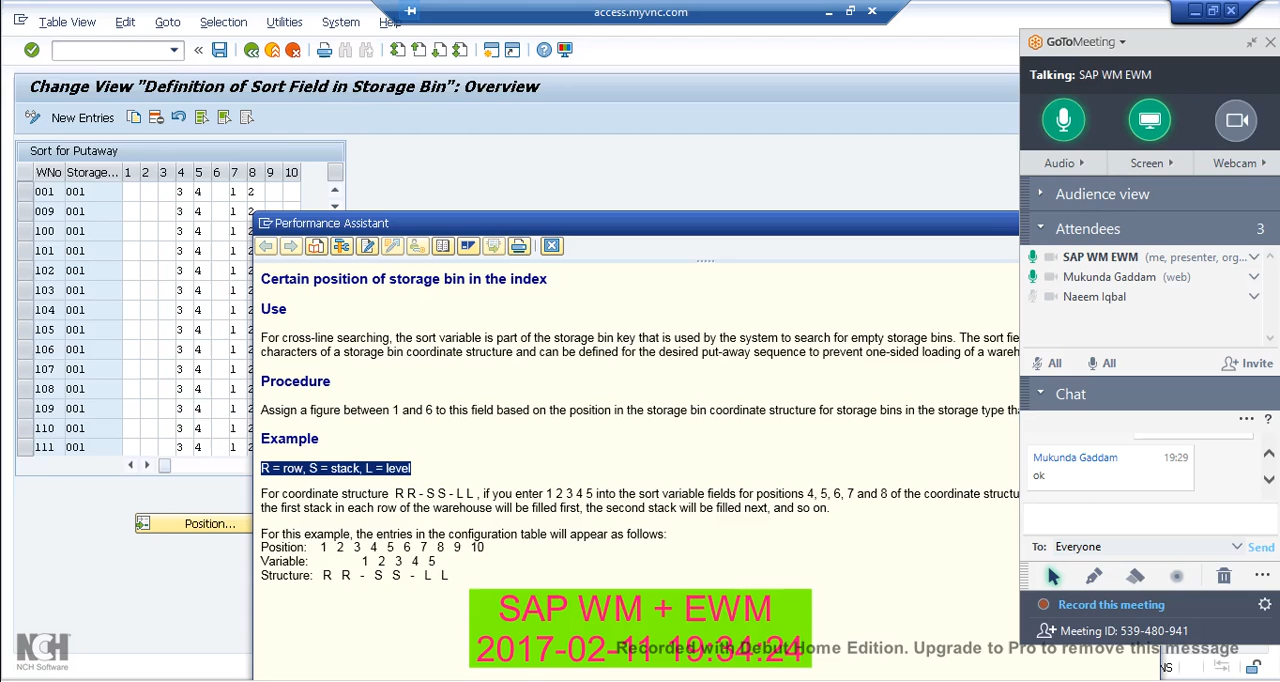 access.myvnc.com
Table View Edit Goto Selection Utilities System Help
Change View "Definition of Sort Field in Storage Bin": Overview
New Entries
Sort for Putaway
WNo Storage... 1 2 3 4 5 6 7 8 9 10
001 001 3 4 1 2
009 001 3 4 1 2
100 001 3 4 1 2
101 001 3 4 1 2
102 001 3 4 1 2
103 001 3 4 1 2
104 001 3 4 1 2
105 001 3 4 1 2
106 001 3 4 1 2
107 001 3 4 1 2
108 001 3 4 1 2
109 001 3 4 1 2
110 001 3 4 1 2
111 001 3 4 1 2
Position...
Performance Assistant
Certain position of storage bin in the index
Use
For cross-line searching, the sort variable is part of the storage bin key that is used by the system to search for empty storage bins. The sort fie
characters of a storage bin coordinate structure and can be defined for the desired put-away sequence to prevent one-sided loading of a wareh
Procedure
Assign a figure between 1 and 6 to this field based on the position in the storage bin coordinate structure for storage bins in the storage type tha
Example
R = row, S = stack, L = level
For coordinate structure R R - S S - L L , if you enter 1 2 3 4 5 into the sort variable fields for positions 4, 5, 6, 7 and 8 of the coordinate structu
the first stack in each row of the warehouse will be filled first, the second stack will be filled next, and so on.
For this example, the entries in the configuration table will appear as follows:
Position: 1 2 3 4 5 6 7 8 9 10
Variable: 1 2 3 4 5
Structure: R R - S S - L L
SAP WM + EWM
2017-02-11 19:34:24
Recorded with Debut Home Edition. Upgrade to Pro to remove this message
NCH
NCH Software
GoToMeeting
Talking: SAP WM EWM
Audio Screen Webcam
Audience view
Attendees 3
SAP WM EWM (me, presenter, org...
Mukunda Gaddam (web)
Naeem Iqbal
All All Invite
Chat
... ?
Mukunda Gaddam 19:29
ok
To: Everyone Send
Record this meeting
Meeting ID: 539-480-941